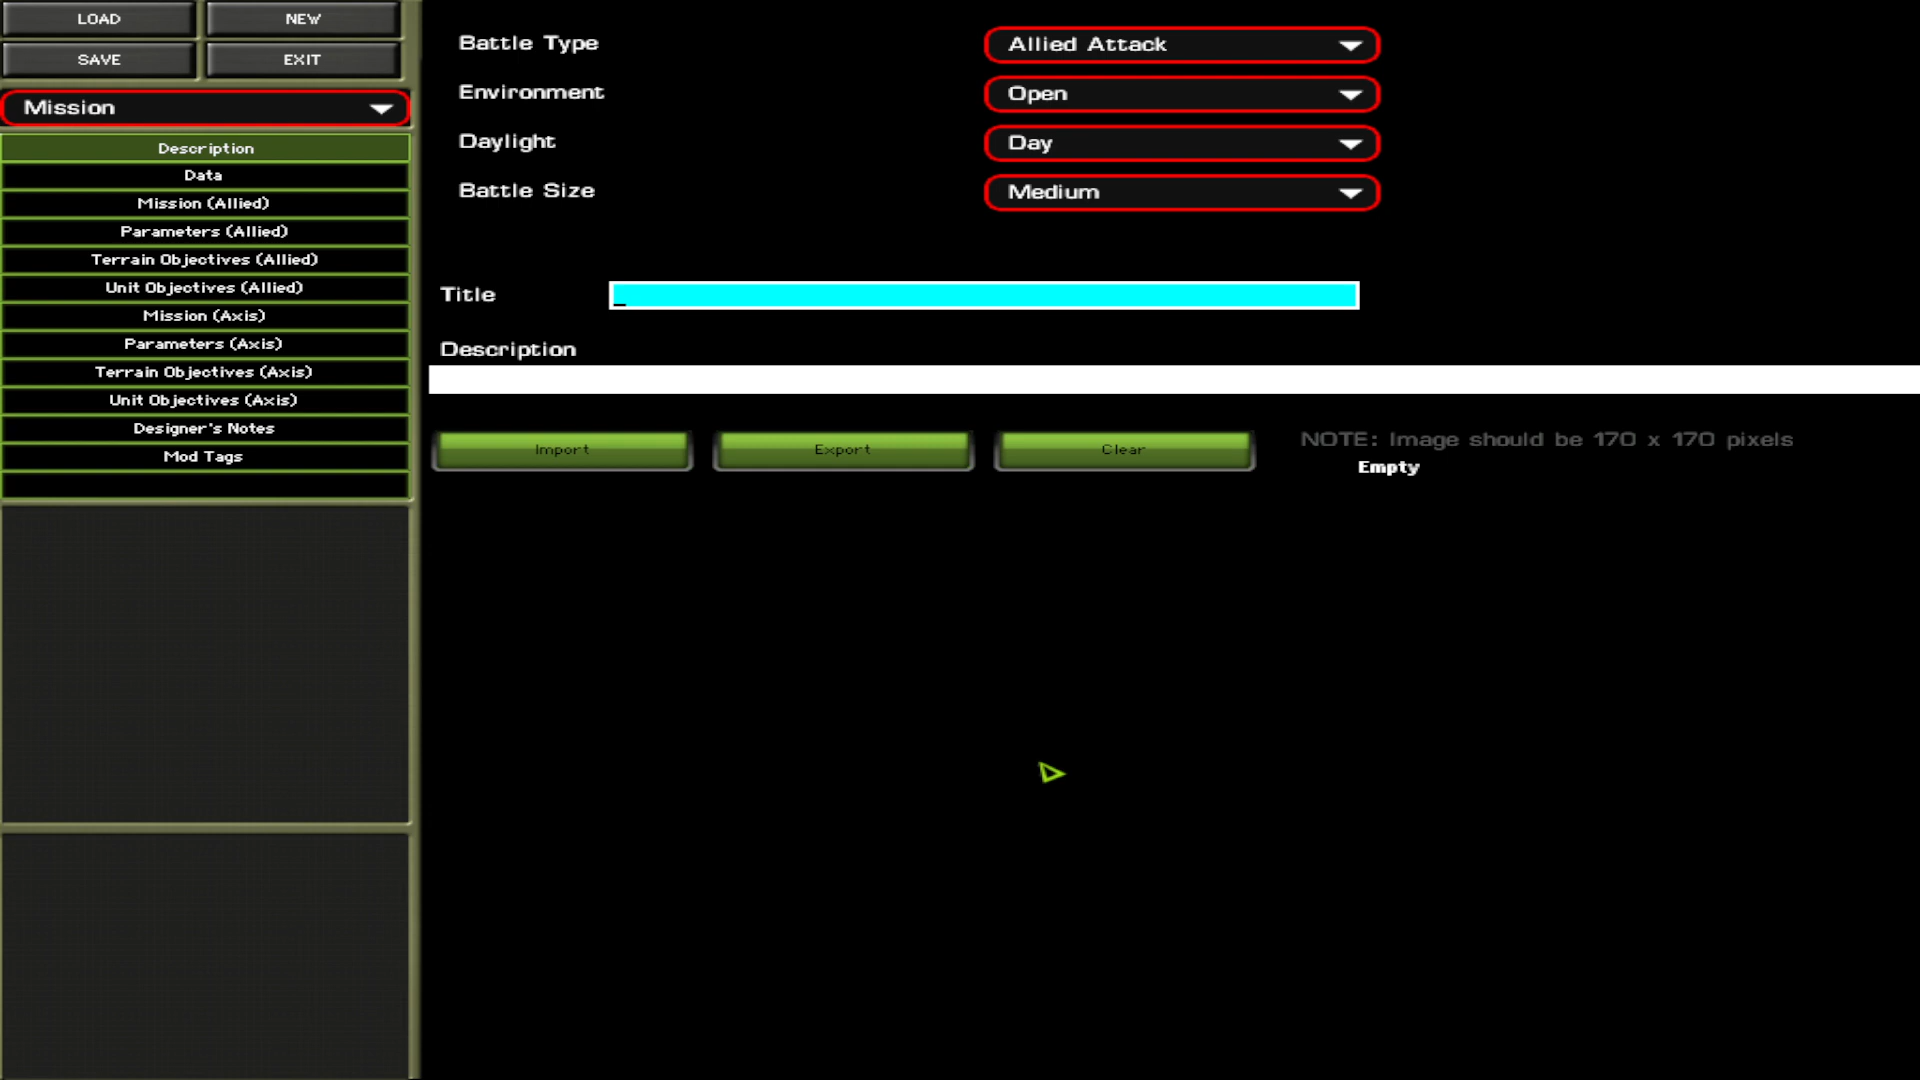 LOAD
NEW
SAVE
EXIT
Mission
Description
Data
Mission (Allied)
Parameters (Allied)
Terrain Objectives (Allied)
Unit Objectives (Allied)
Mission (Axis)
Parameters (Axis)
Terrain Objectives (Axis)
Unit Objectives (Axis)
Designer's Notes
Mod Tags
Battle Type
Allied Attack
Environment
Open
Daylight
Day
Battle Size
Medium
Title
_
Description
Import
Export
Clear
NOTE: Image should be 170 x 170 pixels
Empty